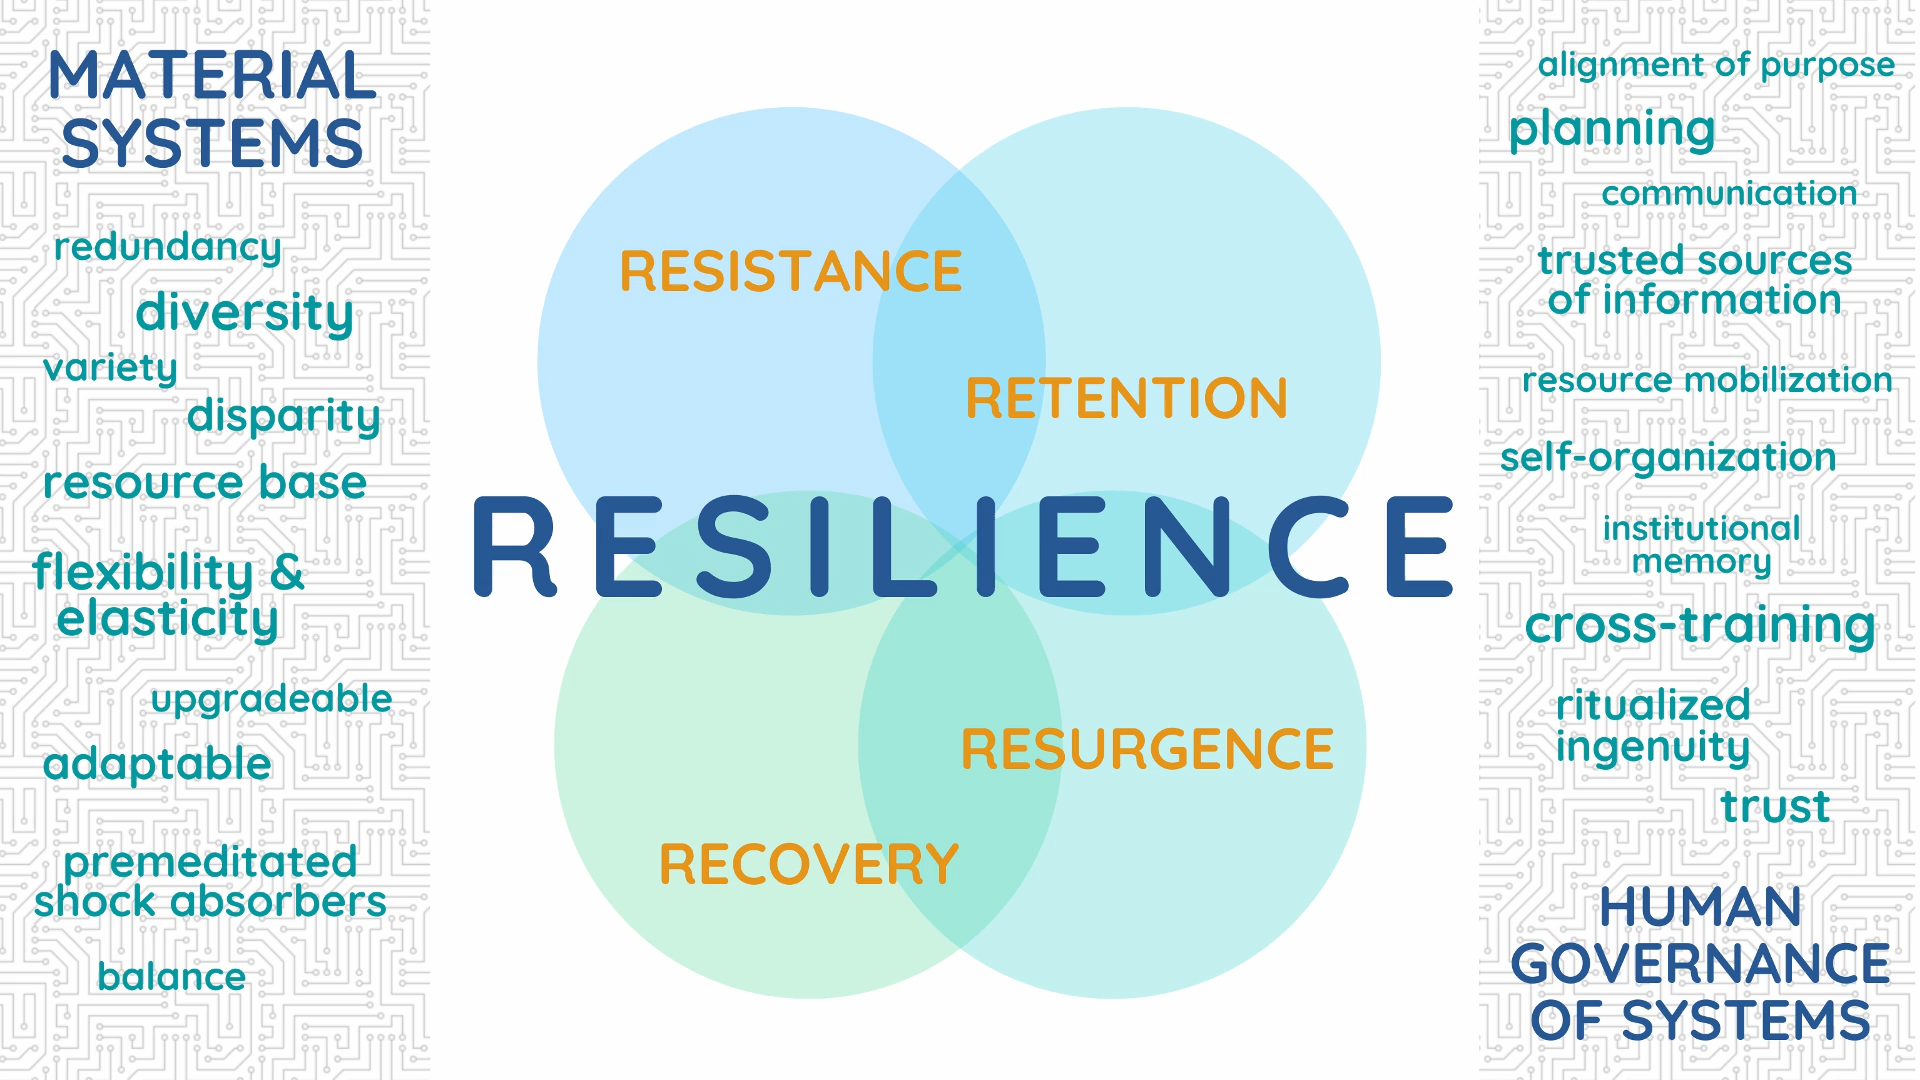 MATERIAL
SYSTEMS
redundancy
diversity
variety
disparity
resource base
flexibility &
elasticity
upgradeable
adaptable
premeditated
shock absorbers
balance
RESISTANCE
RETENTION
RESILIENCE
RESURGENCE
RECOVERY
alignment of purpose
planning
communication
trusted sources
of information
resource mobilization
self-organization
institutional
memory
cross-training
ritualized
ingenuity
trust
HUMAN
GOVERNANCE
OF SYSTEMS